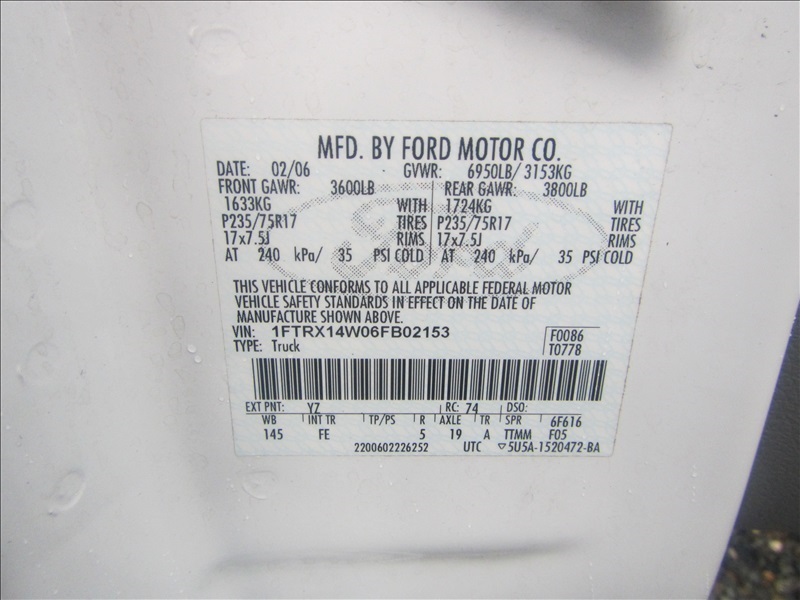 MFD. BY FORD MOTOR CO.
DATE: 02/06 GVWR: 6950LB/ 3153KG
FRONT GAWR: 3600LB REAR GAWR: 3800LB
1633KG WITH 1724KG WITH
P235/75R17 TIRES P235/75R17 TIRES
17x7.5J RIMS 17x7.5J RIMS
AT 240 kPa/ 35 PSI COLD AT 240 kPa/ 35 PSI COLD
Ford
THIS VEHICLE CONFORMS TO ALL APPLICABLE FEDERAL MOTOR
VEHICLE SAFETY STANDARDS IN EFFECT ON THE DATE OF
MANUFACTURE SHOWN ABOVE.
VIN: 1FTRX14W06FB02153 F0086
TYPE: Truck T0778
EXT PNT: YZ RC: 74 DSO:
WB INT TR TP/PS R AXLE TR SPR 6F616
145 FE 5 19 A TTMM F05
2200602226252 UTC ▽5U5A-1520472-BA